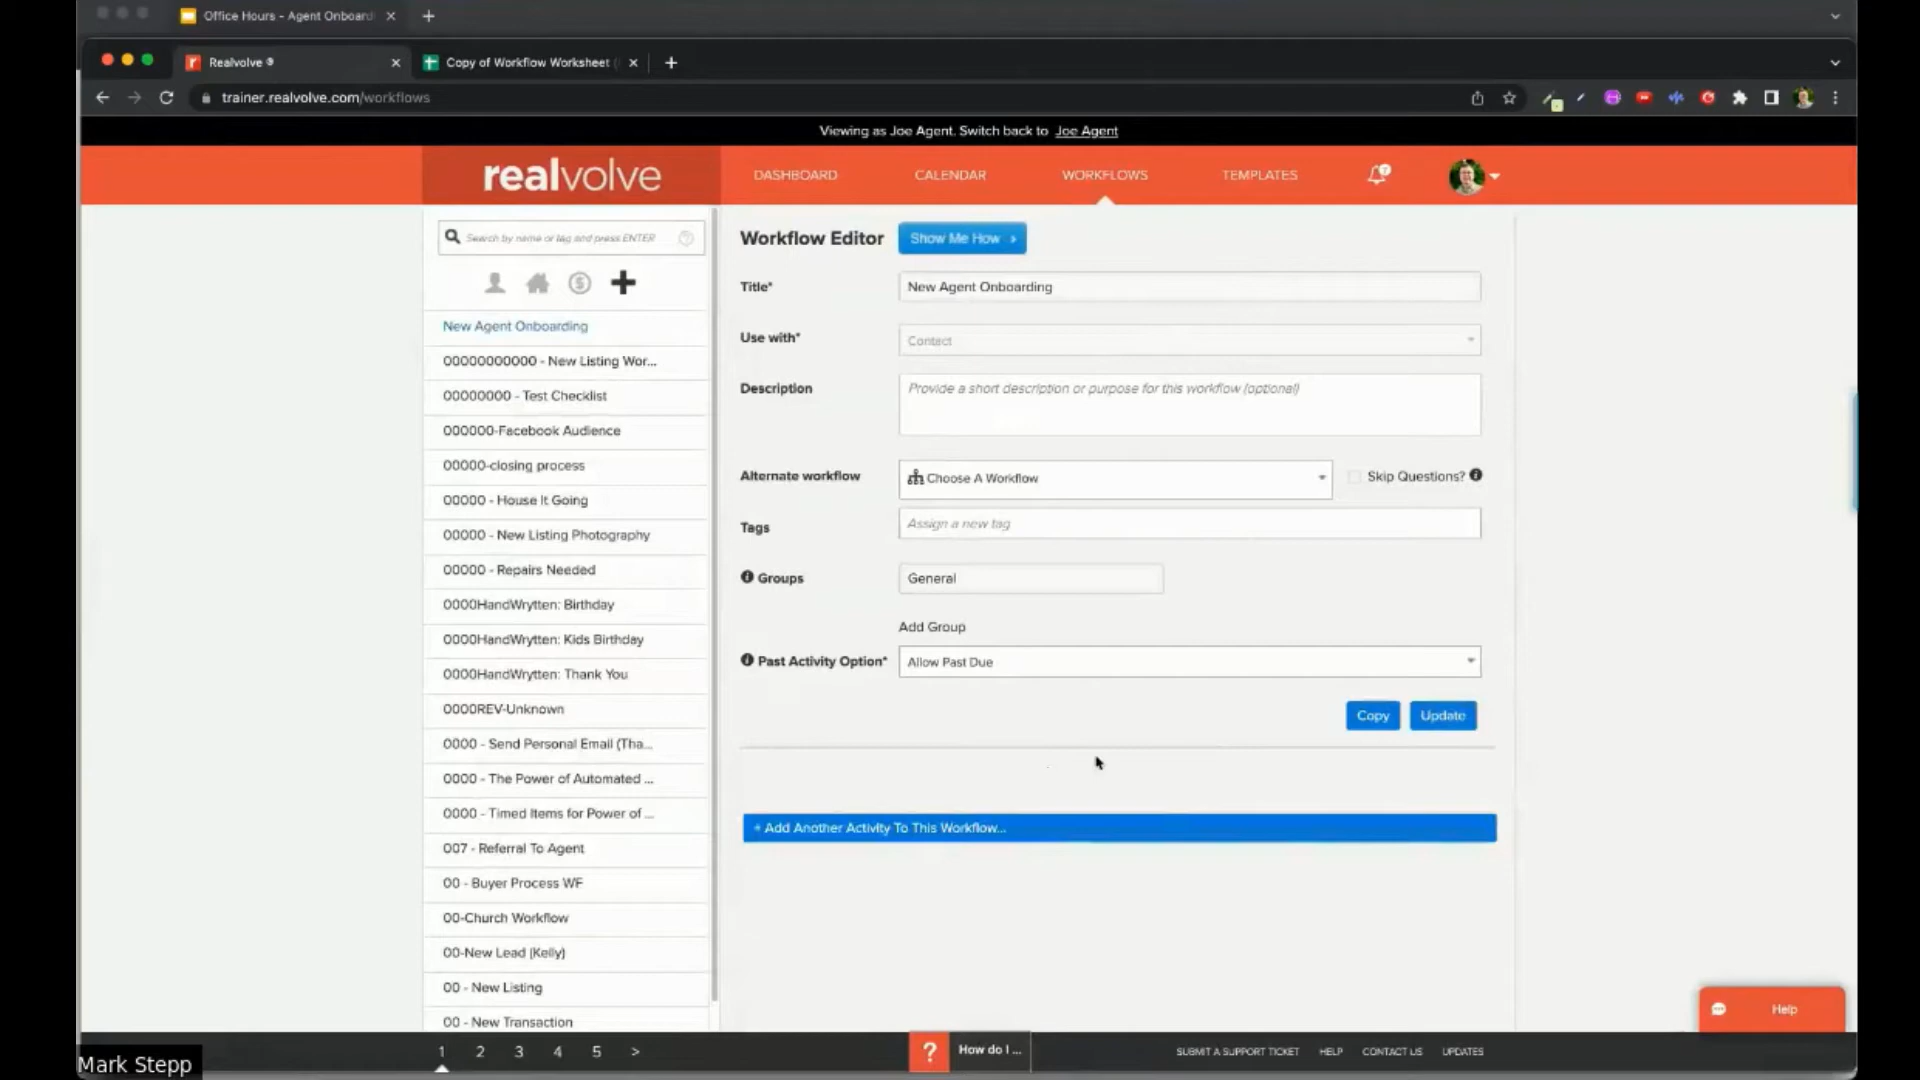 Office Hours - Agent Onboard
Realvolve ®
Copy of Workflow Worksheet
trainer.realvolve.com/workflows
Viewing as Joe Agent. Switch back to Joe Agent
realvolve
DASHBOARD
CALENDAR
WORKFLOWS
TEMPLATES
Search by name or tag and press ENTER
New Agent Onboarding
00000000000 - New Listing Wor...
00000000 - Test Checklist
000000-Facebook Audience
00000-closing process
00000 - House It Going
00000 - New Listing Photography
00000 - Repairs Needed
0000HandWrytten: Birthday
0000HandWrytten: Kids Birthday
0000HandWrytten: Thank You
0000REV-Unknown
0000 - Send Personal Email (Tha...
0000 - The Power of Automated ...
0000 - Timed Items for Power of ...
007 - Referral To Agent
00 - Buyer Process WF
00-Church Workflow
00-New Lead (Kelly)
00 - New Listing
00 - New Transaction
Workflow Editor
Show Me How >
Title*
New Agent Onboarding
Use with*
Contact
Description
Provide a short description or purpose for this workflow (optional)
Alternate workflow
Choose A Workflow
Skip Questions?
Tags
Assign a new tag
Groups
General
Add Group
Past Activity Option*
Allow Past Due
Copy
Update
+ Add Another Activity To This Workflow...
Help
1 2 3 4 5 >
? How do I ...
SUBMIT A SUPPORT TICKET
HELP
CONTACT US
UPDATES
Mark Stepp